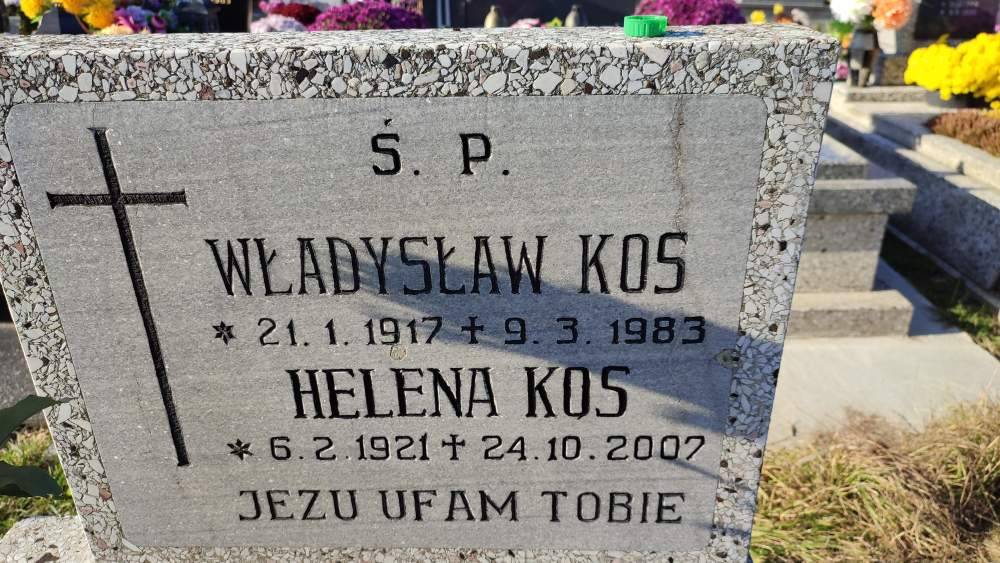 Ś. P.
WŁADYSŁAW KOS
* 21. 1. 1917 ✝ 9. 3. 1983
HELENA KOS
* 6. 2. 1921 ✝ 24. 10. 2007
JEZU UFAM TOBIE